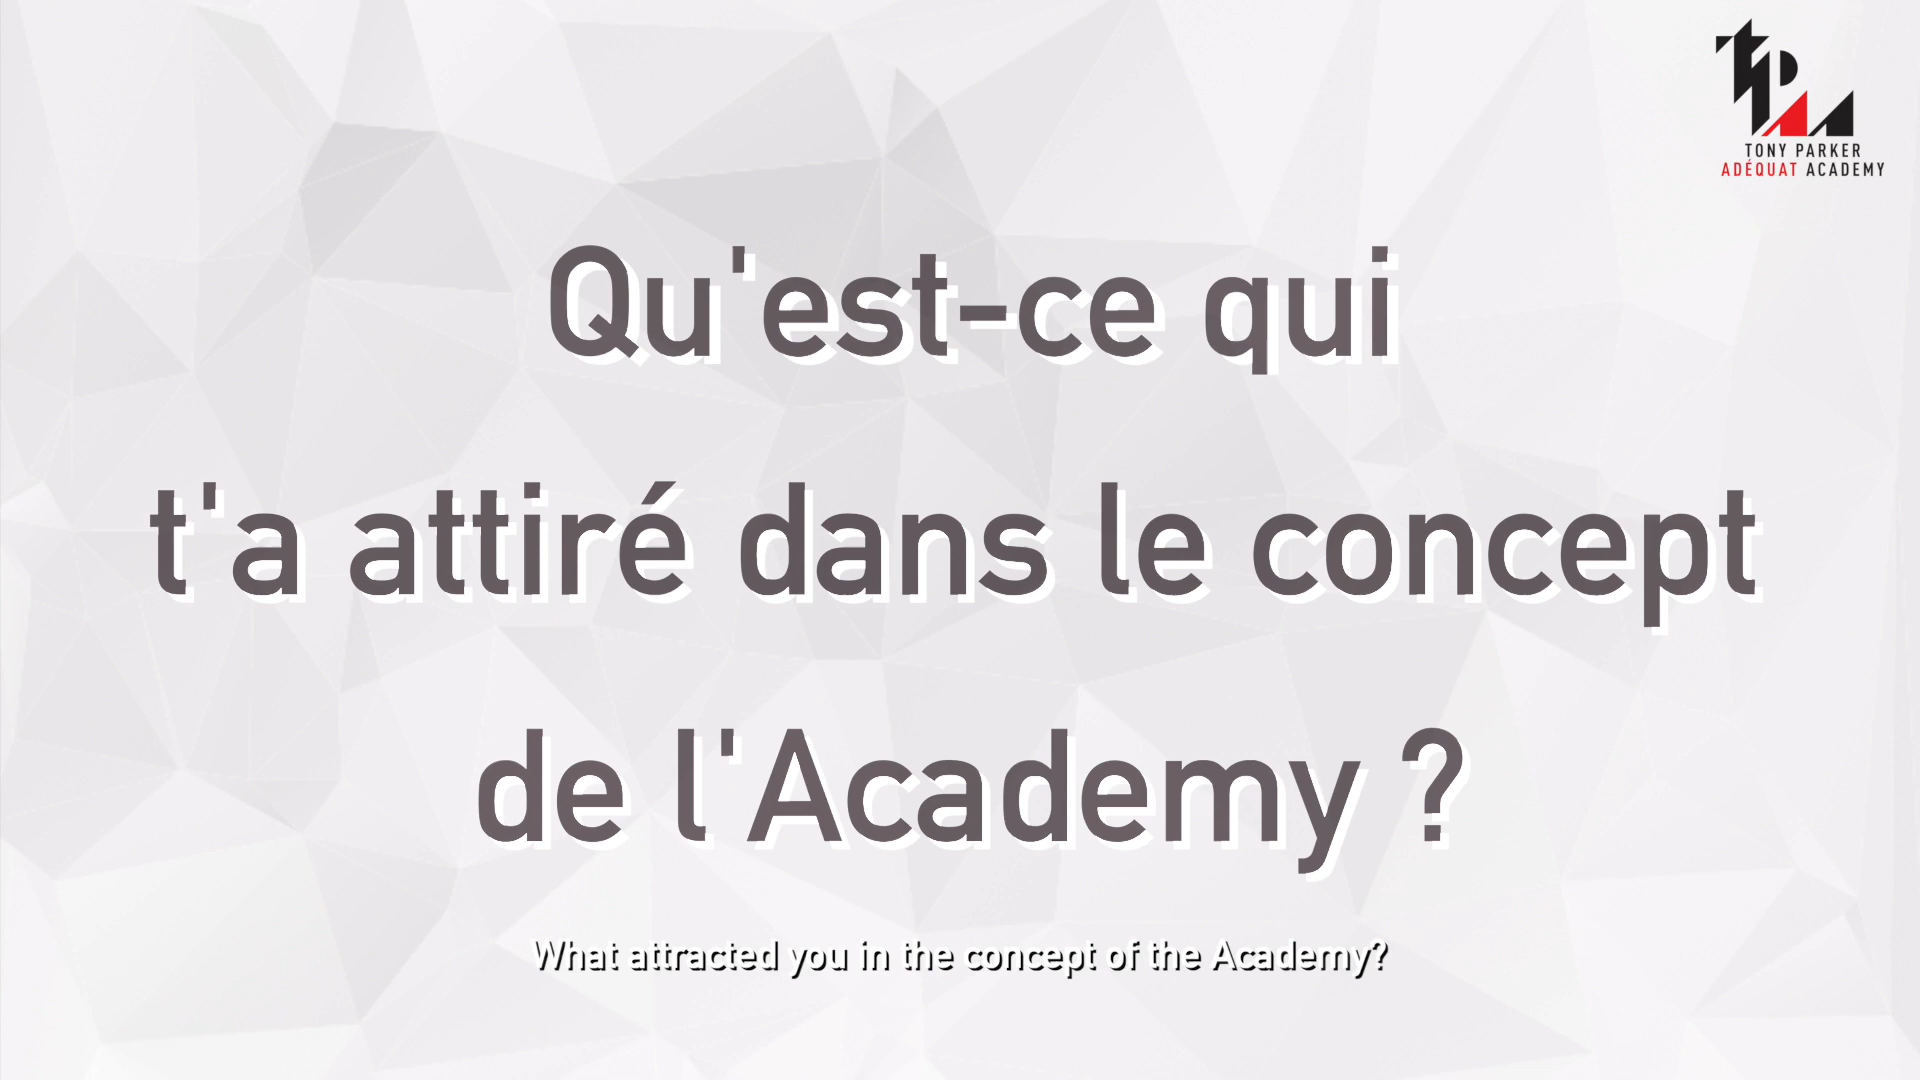 TONY PARKER
ADÉQUAT ACADEMY
Qu'est-ce qui
t'a attiré dans le concept
de l'Academy ?
What attracted you in the concept of the Academy?